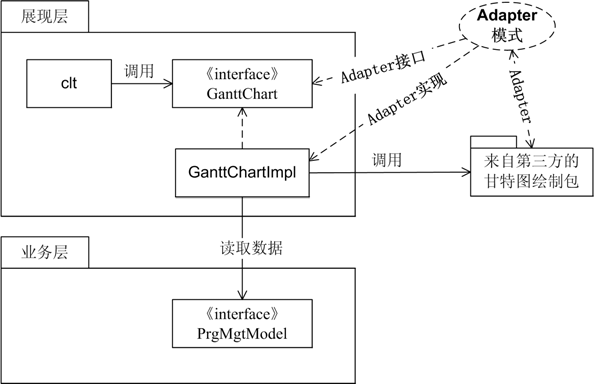 展现层
Adapter
模式
clt
调用
《interface》
GanttChart
Adapter接口
Adapter实现
Adapter
GanttChartImpl
调用
来自第三方的
甘特图绘制包
业务层
读取数据
《interface》
PrgMgtModel